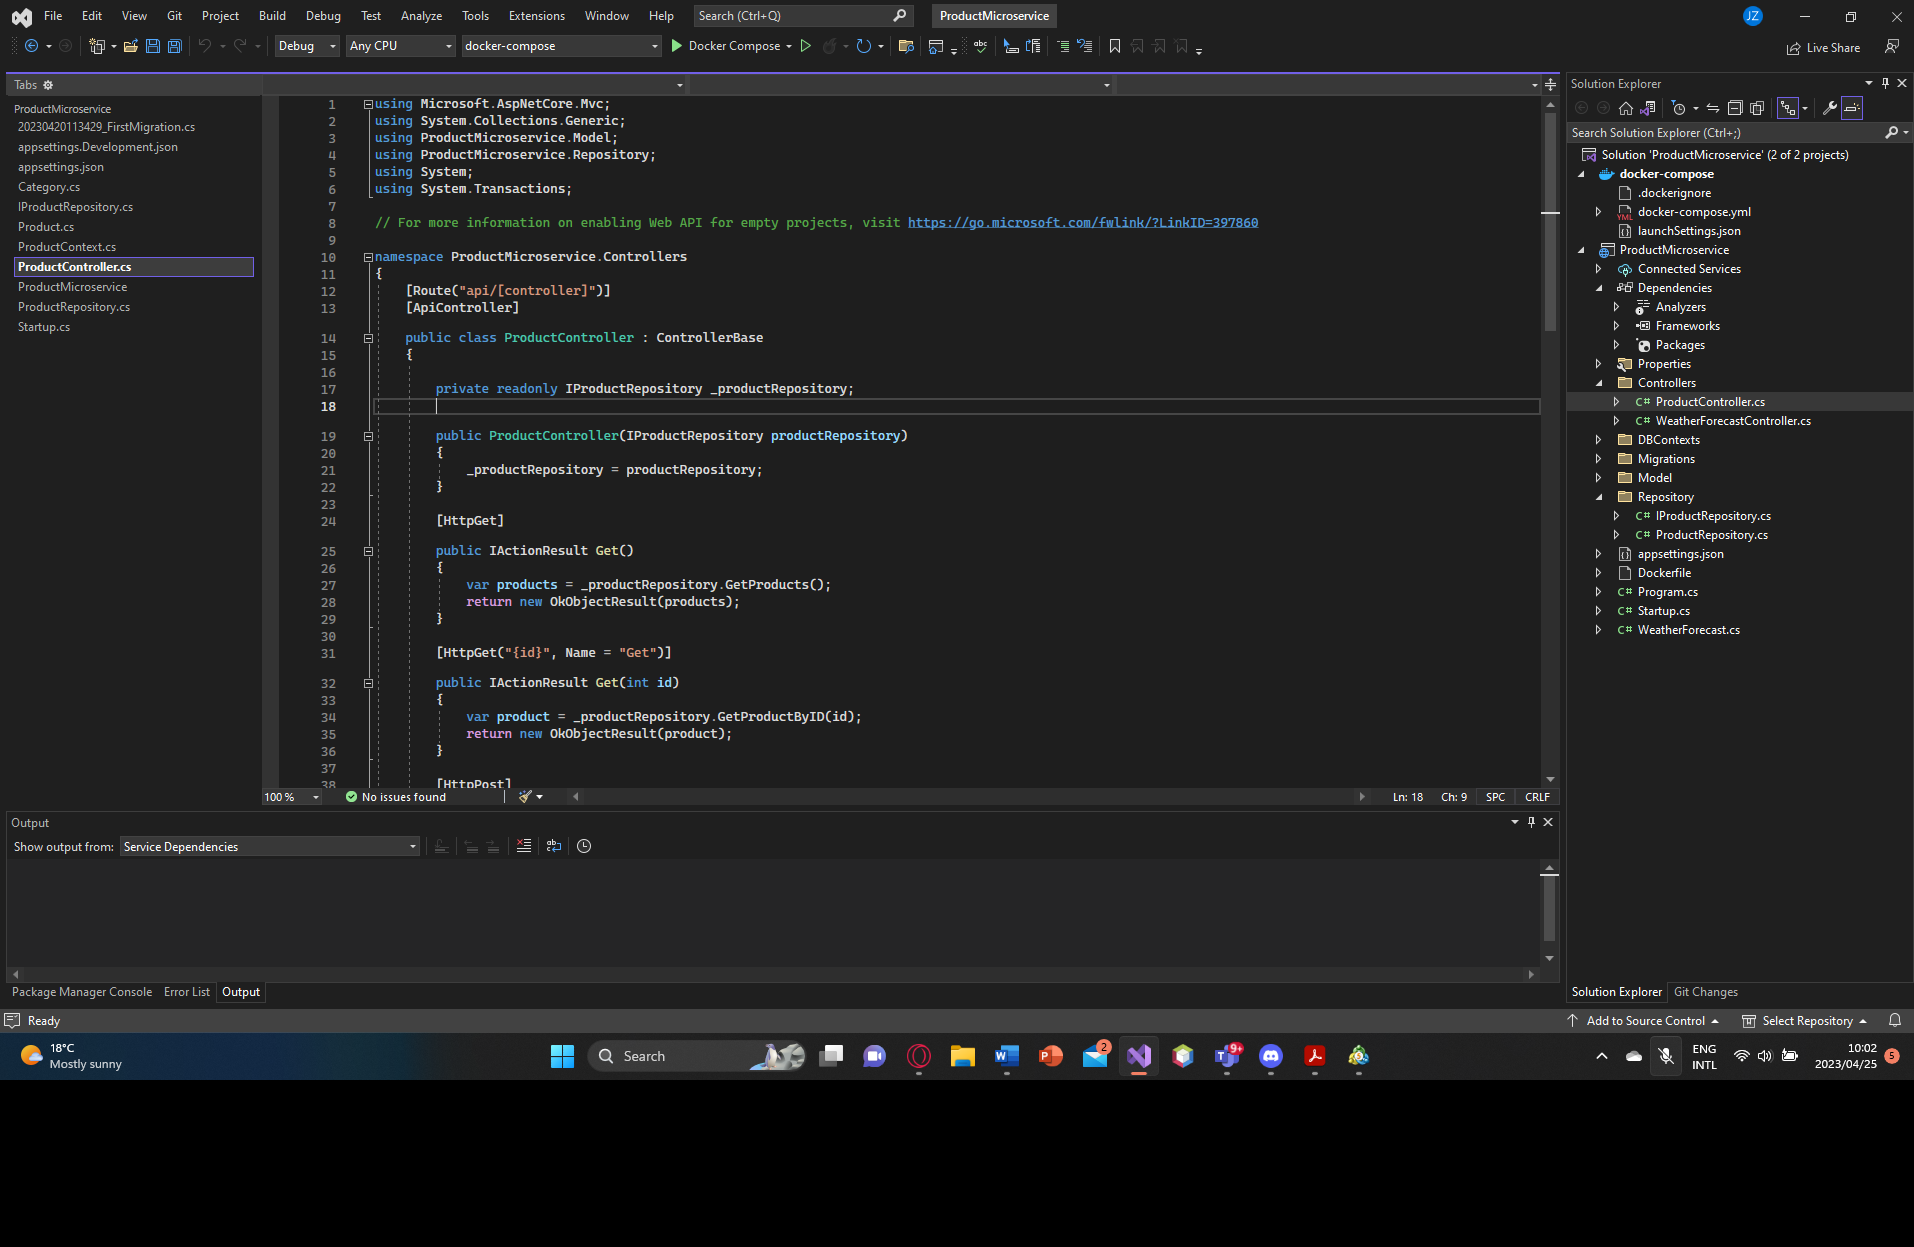 File Edit View Git Project Build Debug Test Analyze Tools Extensions Window Help Search (Ctrl+Q) ProductMicroservice JZ
Debug Any CPU docker-compose Docker Compose Live Share
Tabs
ProductMicroservice
20230420113429_FirstMigration.cs
appsettings.Development.json
appsettings.json
Category.cs
IProductRepository.cs
Product.cs
ProductContext.cs
ProductController.cs
ProductMicroservice
ProductRepository.cs
Startup.cs
1 using Microsoft.AspNetCore.Mvc;
2 using System.Collections.Generic;
3 using ProductMicroservice.Model;
4 using ProductMicroservice.Repository;
5 using System;
6 using System.Transactions;
7
8 // For more information on enabling Web API for empty projects, visit https://go.microsoft.com/fwlink/?LinkID=397860
9
10 namespace ProductMicroservice.Controllers
11 {
12 [Route("api/[controller]")]
13 [ApiController]
14 public class ProductController : ControllerBase
15 {
16
17 private readonly IProductRepository _productRepository;
18
19 public ProductController(IProductRepository productRepository)
20 {
21 _productRepository = productRepository;
22 }
23
24 [HttpGet]
25 public IActionResult Get()
26 {
27 var products = _productRepository.GetProducts();
28 return new OkObjectResult(products);
29 }
30
31 [HttpGet("{id}", Name = "Get")]
32 public IActionResult Get(int id)
33 {
34 var product = _productRepository.GetProductByID(id);
35 return new OkObjectResult(product);
36 }
37
38 [HttpPost]
100 % No issues found Ln: 18 Ch: 9 SPC CRLF
Output
Show output from: Service Dependencies
Package Manager Console Error List Output
Solution Explorer
Search Solution Explorer (Ctrl+;)
Solution 'ProductMicroservice' (2 of 2 projects)
docker-compose
.dockerignore
YML docker-compose.yml
launchSettings.json
ProductMicroservice
Connected Services
Dependencies
Analyzers
Frameworks
Packages
Properties
Controllers
C# ProductController.cs
C# WeatherForecastController.cs
DBContexts
Migrations
Model
Repository
C# IProductRepository.cs
C# ProductRepository.cs
appsettings.json
Dockerfile
C# Program.cs
C# Startup.cs
C# WeatherForecast.cs
Solution Explorer Git Changes
Ready Add to Source Control Select Repository
18°C
Mostly sunny
Search
2
9+
ENG
INTL
10:02
2023/04/25
5